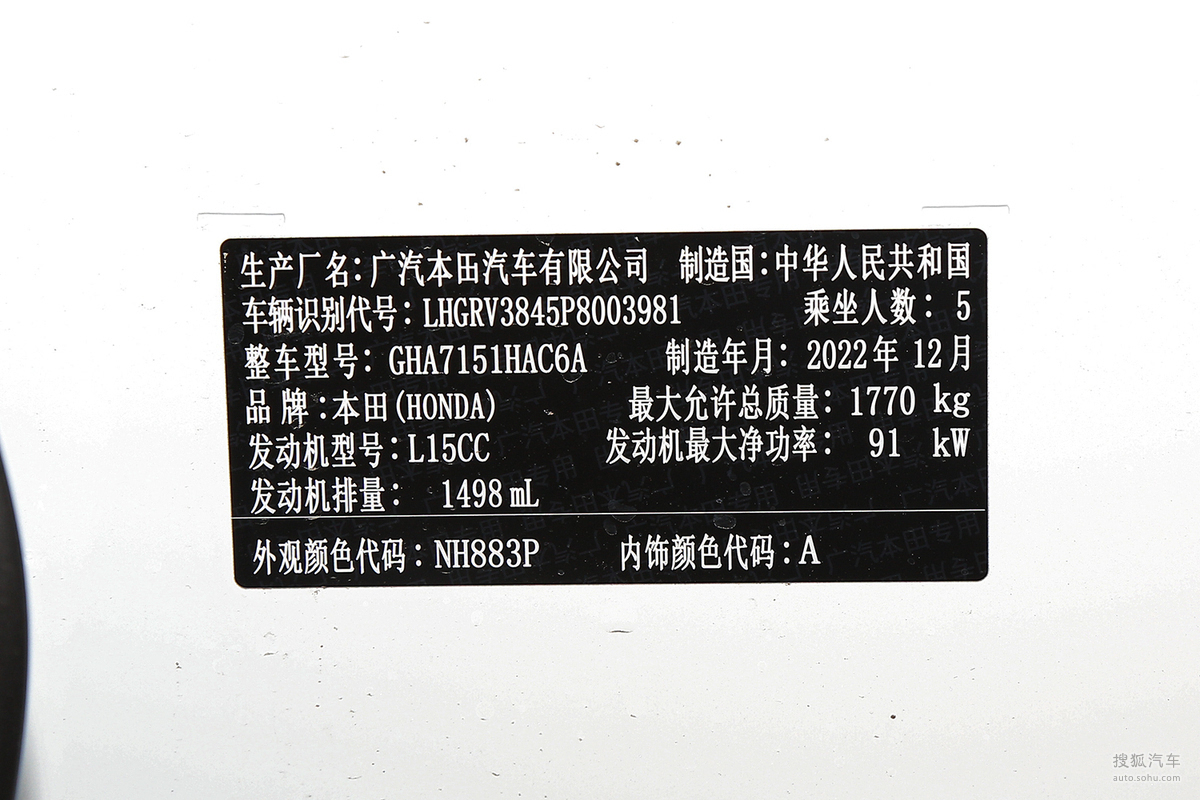 生产厂名:广汽本田汽车有限公司 制造国:中华人民共和国
车辆识别代号:LHGRV3845P8003981 乘坐人数: 5
整车型号: GHA7151HAC6A 制造年月: 2022年 12月
品 牌:本田(HONDA) 最大允许总质量: 1770 kg
发动机型号:L15CC 发动机最大净功率: 91 kW
发动机排量: 1498 mL
外观颜色代码:NH883P 内饰颜色代码:A
搜狐汽车
auto.sohu.com